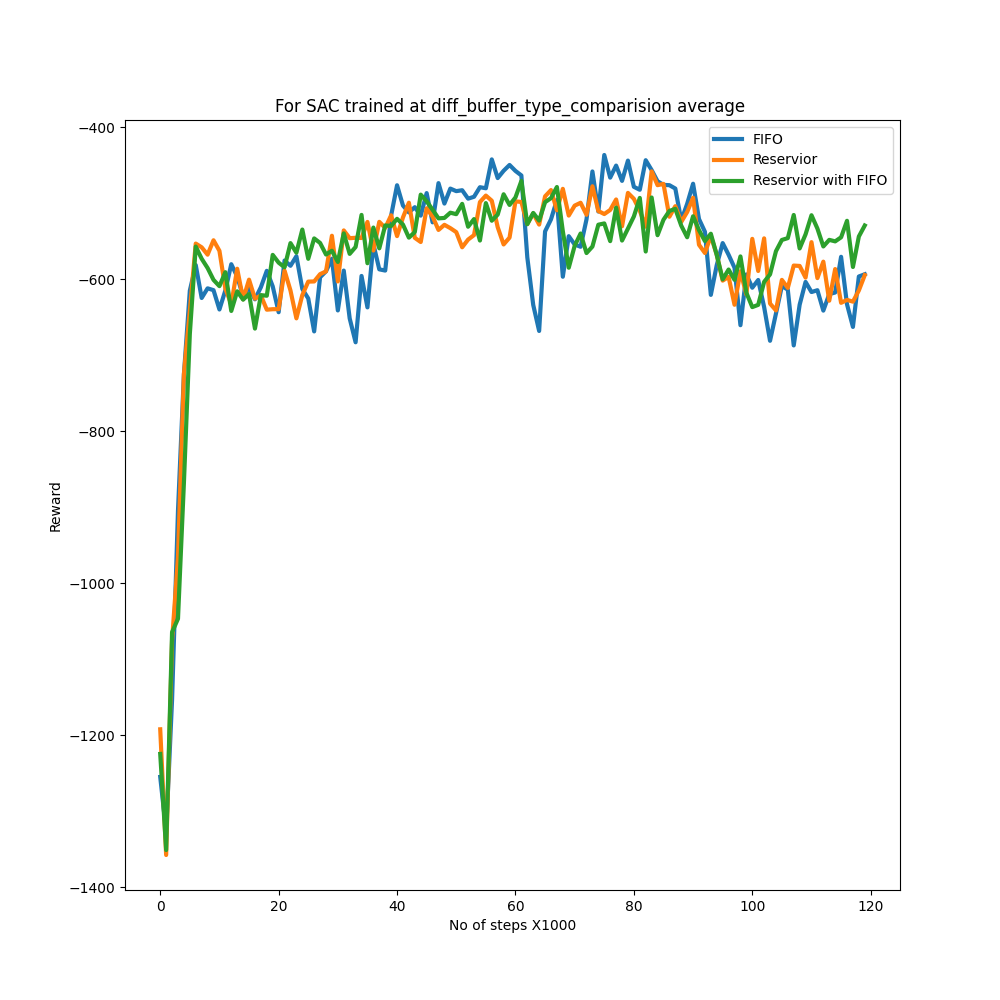 For SAC trained at diff_buffer_type_comparision average
−400
−600
−800
−1000
−1200
−1400
Reward
FIFO
Reservior
Reservior with FIFO
0 20 40 60 80 100 120
No of steps X1000